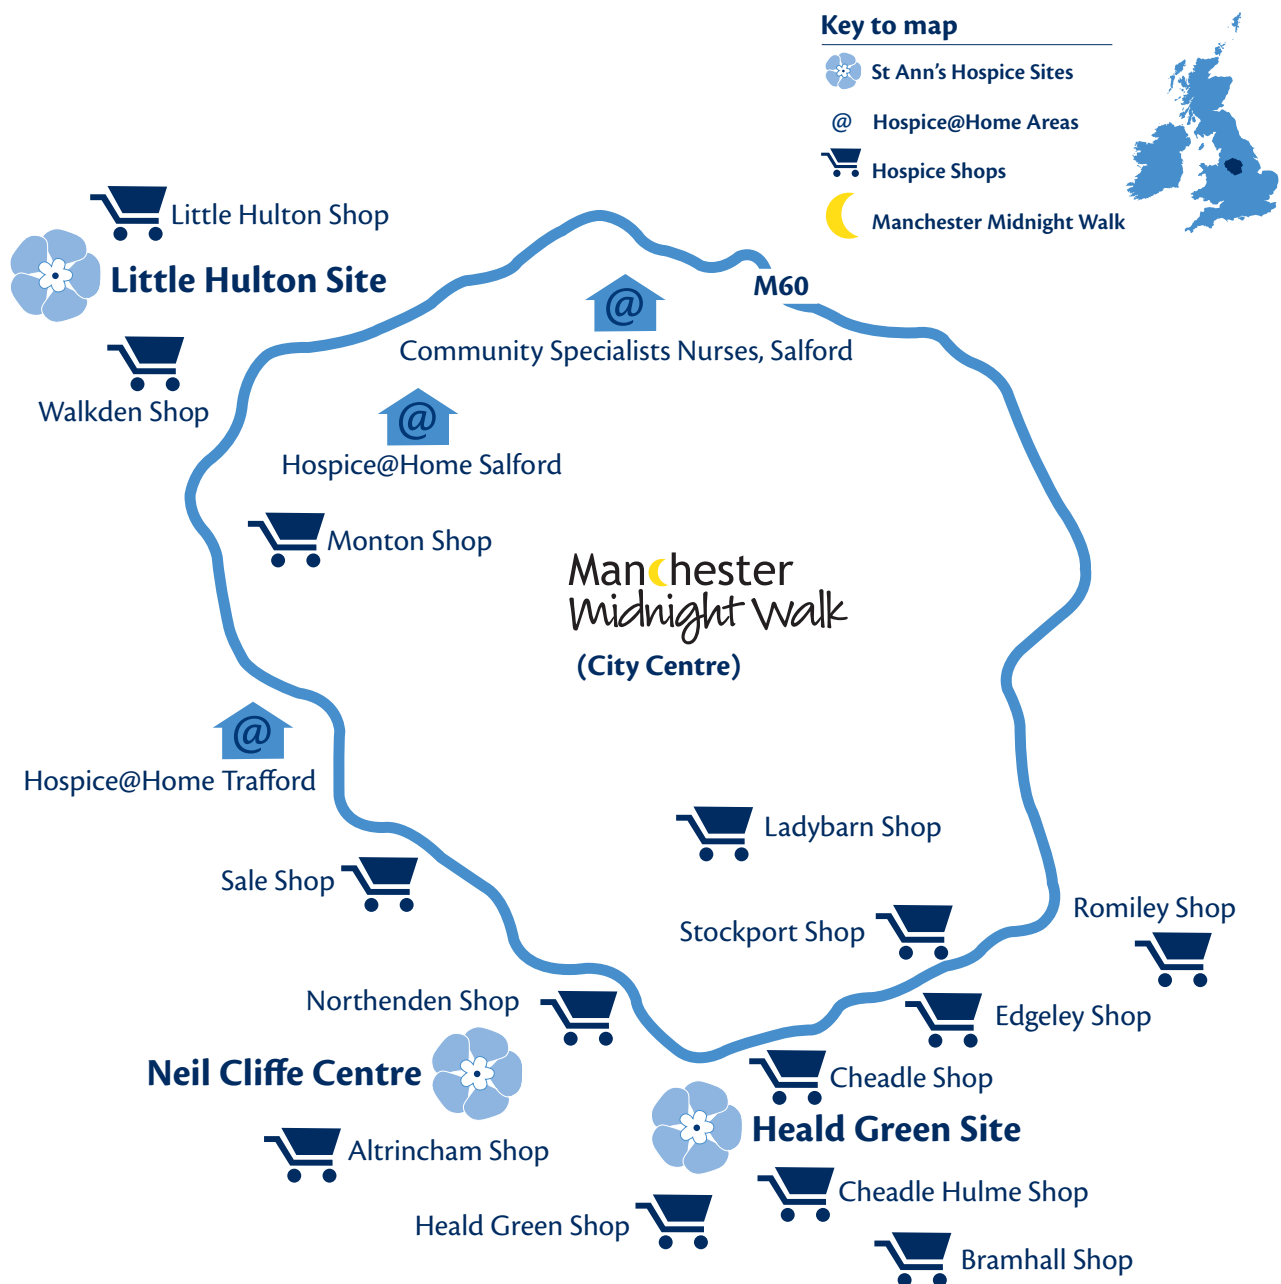 Key to map
St Ann's Hospice Sites
@ Hospice@Home Areas
Hospice Shops
Manchester Midnight Walk
Little Hulton Shop
Little Hulton Site
M60
@
Community Specialists Nurses, Salford
Walkden Shop
@
Hospice@Home Salford
Monton Shop
Manchester
Midnight Walk
(City Centre)
@
Hospice@Home Trafford
Ladybarn Shop
Sale Shop
Romiley Shop
Stockport Shop
Northenden Shop
Edgeley Shop
Neil Cliffe Centre
Cheadle Shop
Heald Green Site
Altrincham Shop
Cheadle Hulme Shop
Heald Green Shop
Bramhall Shop